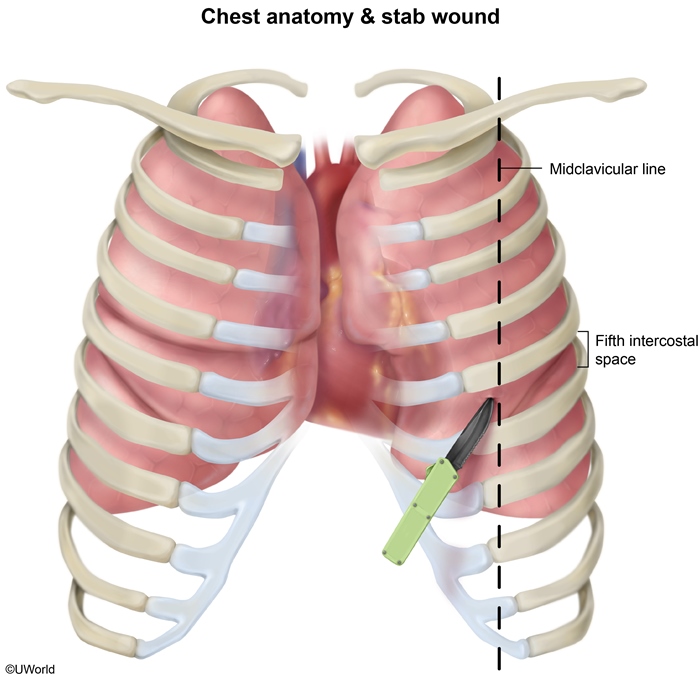 Chest anatomy & stab wound
Midclavicular line
Fifth intercostal
space
©UWorld